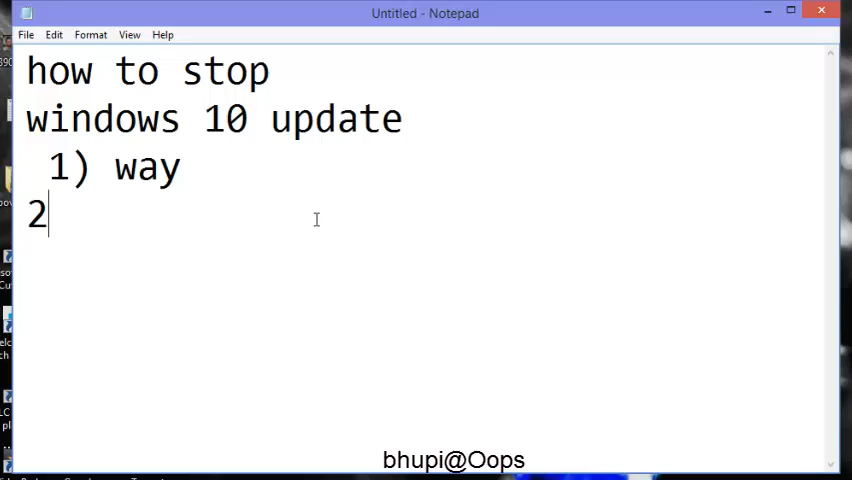 Untitled - Notepad
File Edit Format View Help
how to stop
windows 10 update
1) way
2
bhupi@Oops